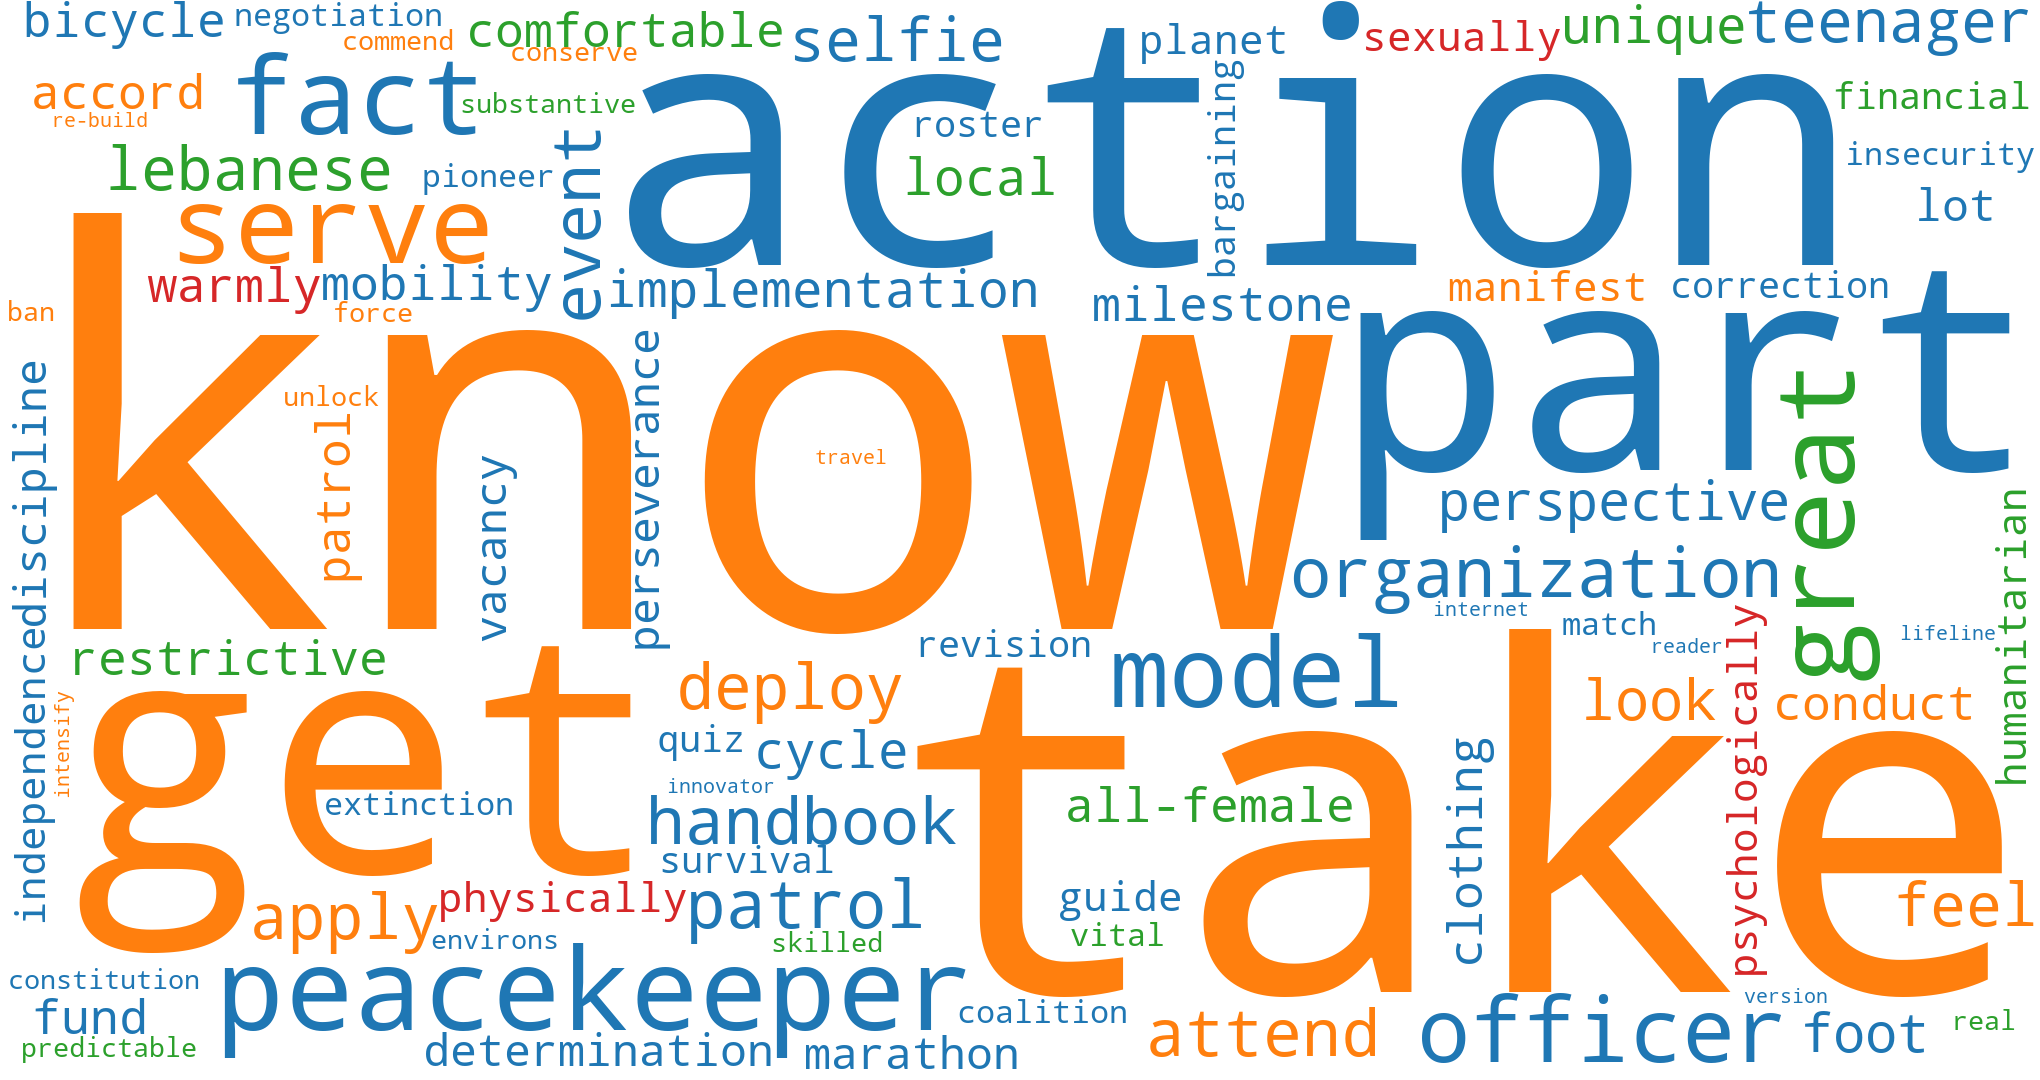 bicycle
negotiation
commend
comfortable
conserve
selfie
planet
sexually
unique
teenager
accord
re-build
fact
substantive
action
roster
local
bargaining
financial
insecurity
lot
lebanese
pioneer
event
serve
warmly
mobility
implementation
milestone
manifest
correction
ban
force
know
part
great
independence
discipline
unlock
patrol
vacancy
perseverance
travel
perspective
organization
humanitarian
internet
match
reader
lifeline
restrictive
revision
model
get
take
deploy
look
conduct
psychologically
intensify
quiz
cycle
innovator
extinction
handbook
all-female
clothing
survival
apply
physically
patrol
guide
feel
environs
skilled
vital
constitution
peacekeeper
fund
coalition
attend
officer
version
foot
real
predictable
determination
marathon